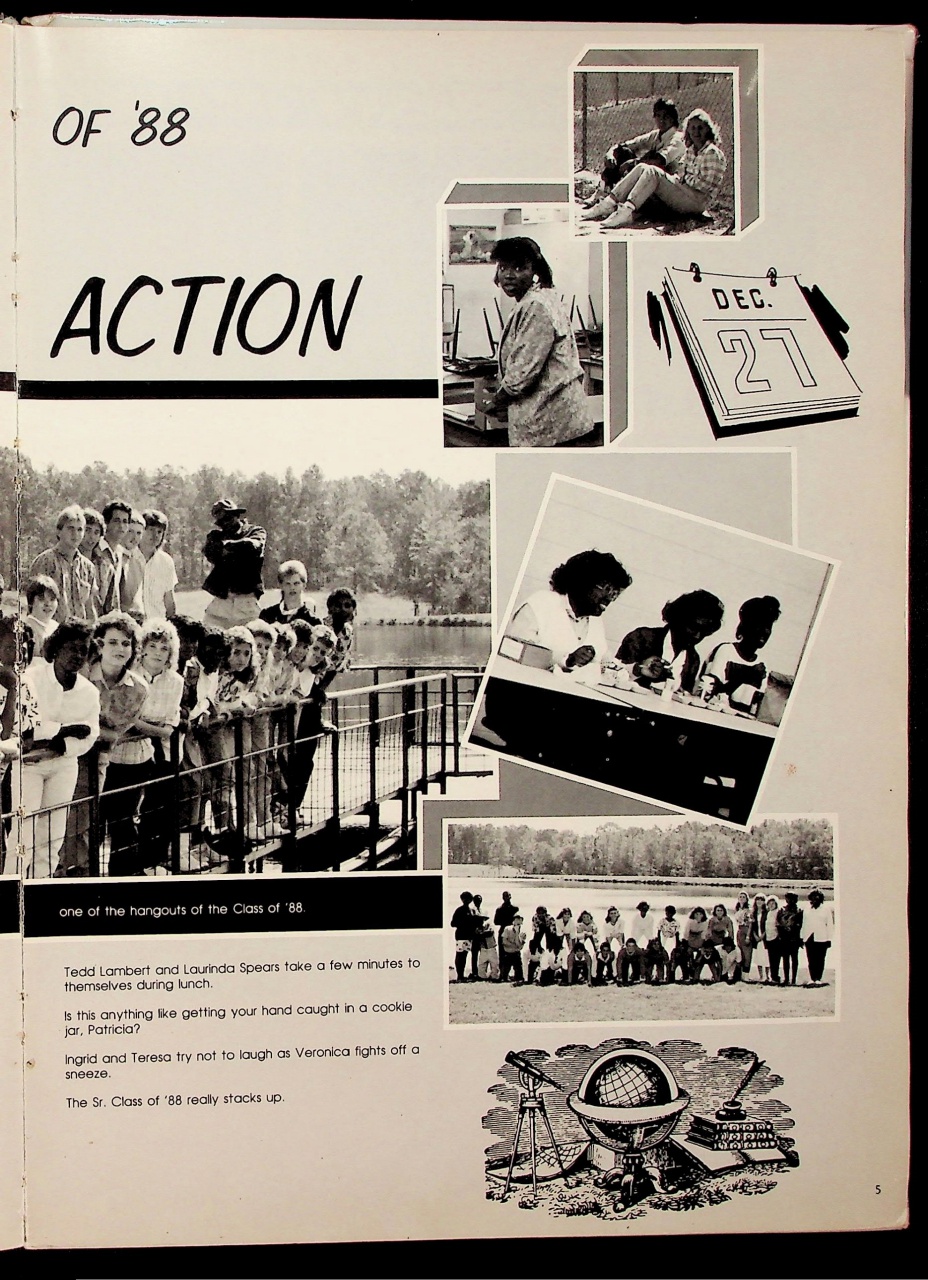 OF '88
ACTION
DEC.
27
one of the hangouts of the Class of '88.
Tedd Lambert and Laurinda Spears take a few minutes to
themselves during lunch.
Is this anything like getting your hand caught in a cookie
jar, Patricia?
Ingrid and Teresa try not to laugh as Veronica fights off a
sneeze.
The Sr. Class of '88 really stacks up.
5